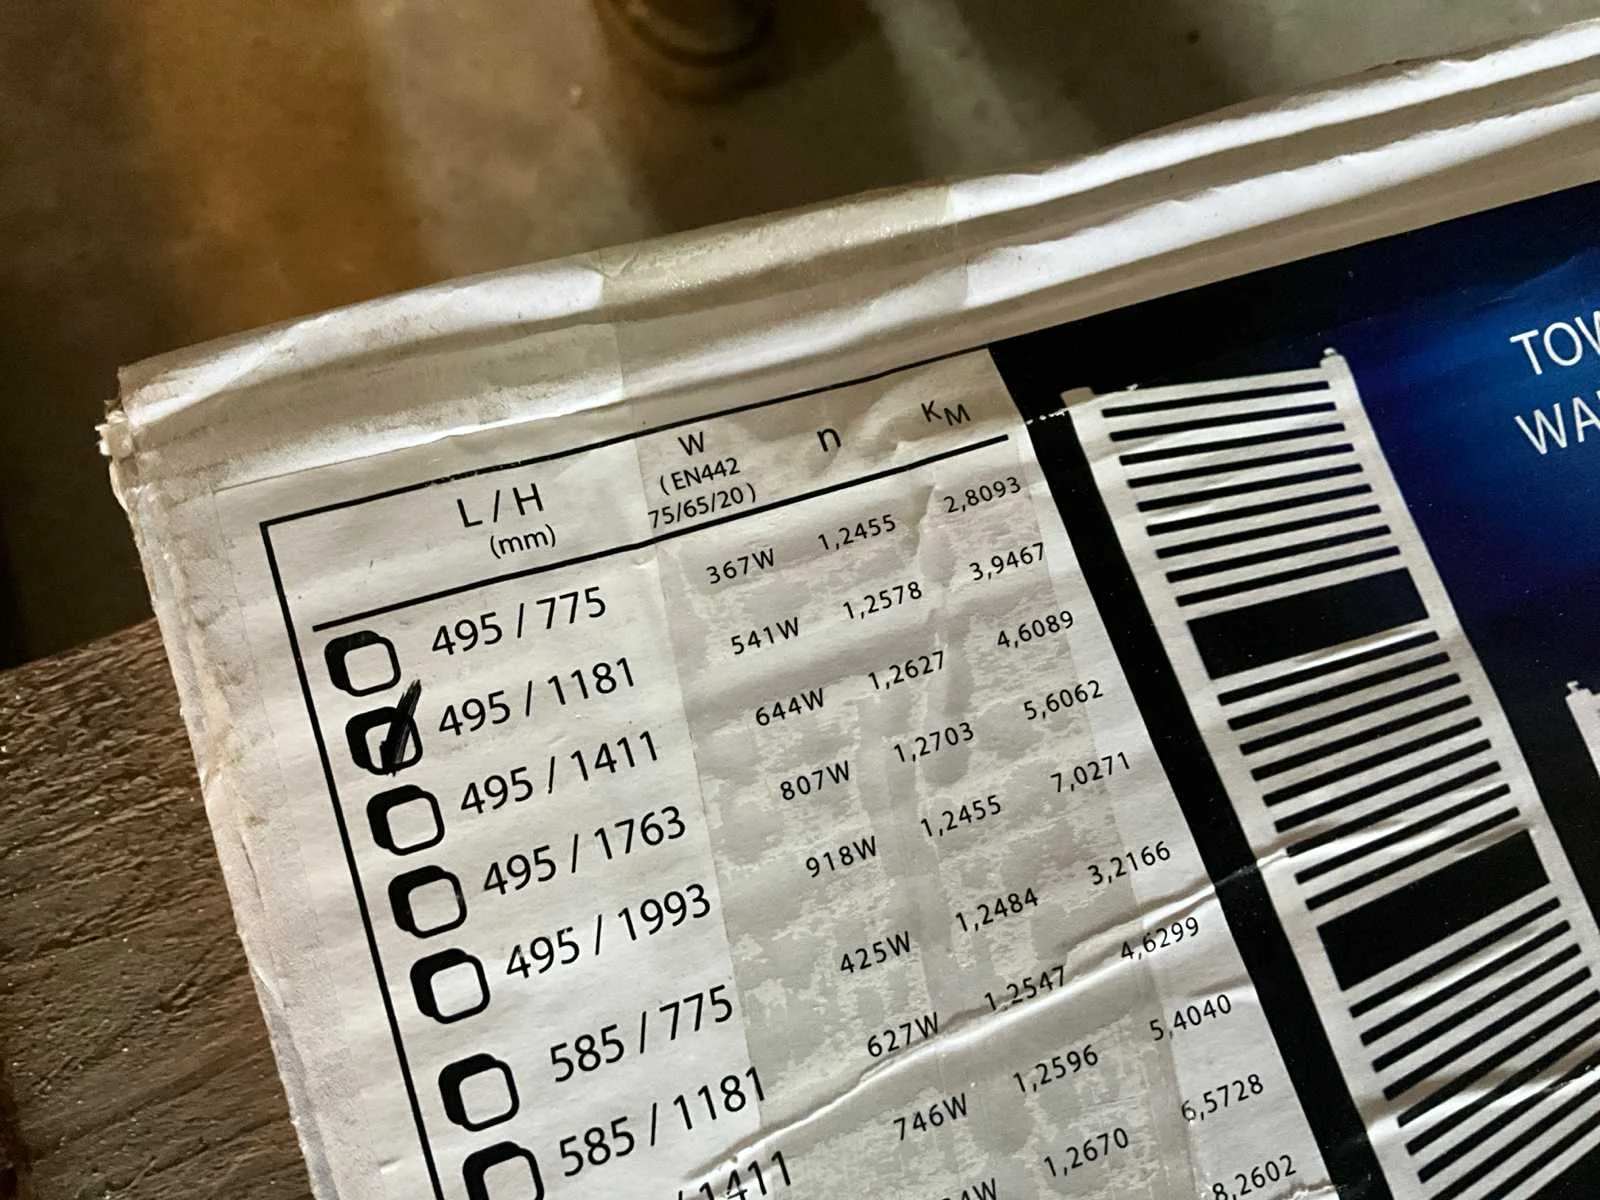 L / H (mm) W (EN442 75/65/20) n KM
495 / 775 367W 1,2455 2,8093
495 / 1181 541W 1,2578 3,9467
495 / 1411 644W 1,2627 4,6089
495 / 1763 807W 1,2703 5,6062
495 / 1993 918W 1,2455 7,0271
585 / 775 425W 1,2484 3,2166
585 / 1181 627W 1,2547 4,6299
/ 1411 746W 1,2596 5,4040
1,2670 6,5728
8,2602